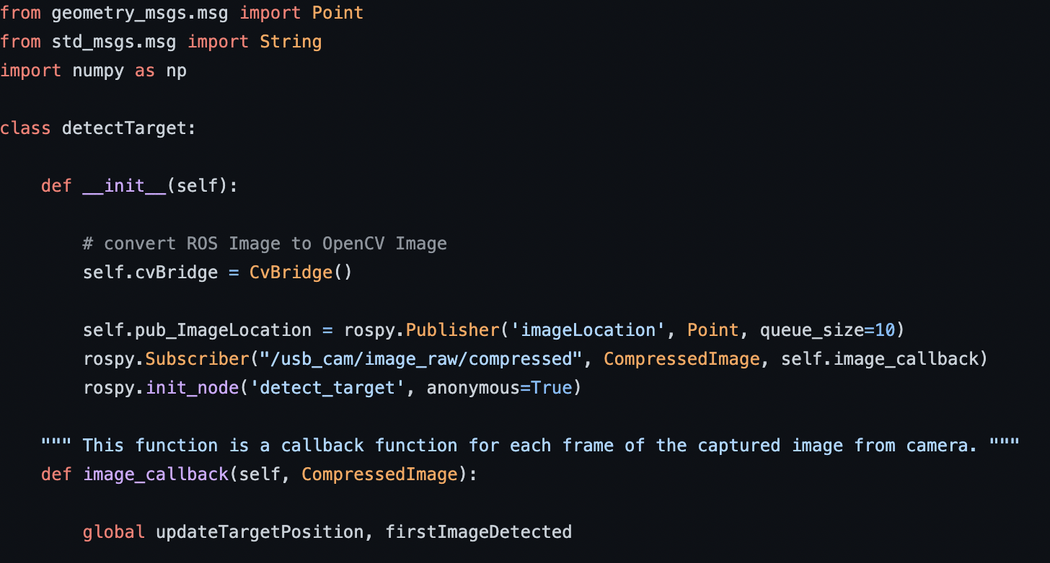 from geometry_msgs.msg import Point
from std_msgs.msg import String
import numpy as np
class detectTarget:
def __init__(self):
# convert ROS Image to OpenCV Image
self.cvBridge = CvBridge()
self.pub_ImageLocation = rospy.Publisher('imageLocation', Point, queue_size=10)
rospy.Subscriber("/usb_cam/image_raw/compressed", CompressedImage, self.image_callback)
rospy.init_node('detect_target', anonymous=True)
""" This function is a callback function for each frame of the captured image from camera. """
def image_callback(self, CompressedImage):
global updateTargetPosition, firstImageDetected